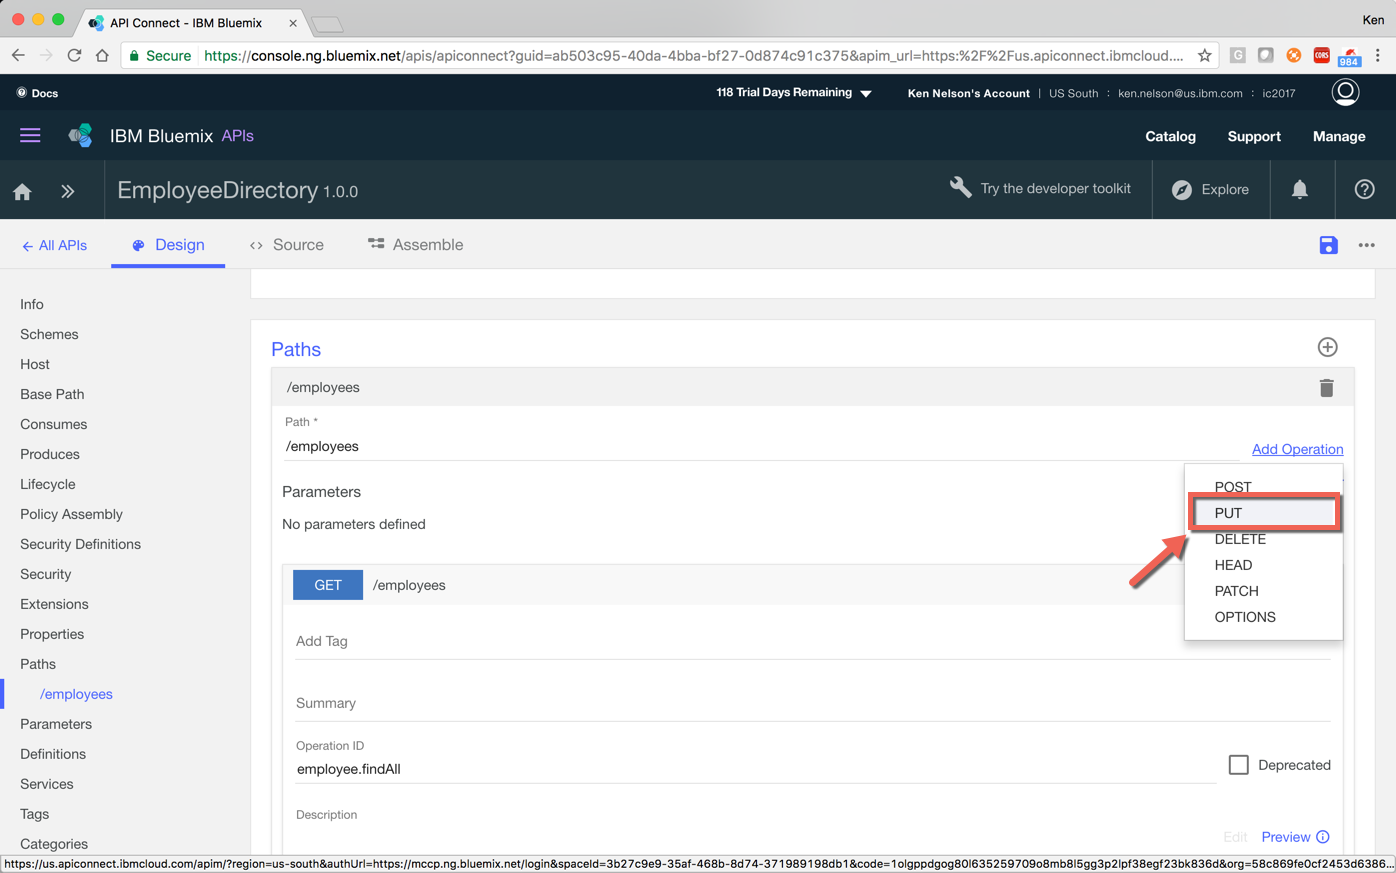 API Connect - IBM Bluemix
Ken
Secure https://console.ng.bluemix.net/apis/apiconnect?guid=ab503c95-40da-4bba-bf27-0d874c91c375&apim_url=https:%2F%2Fus.apiconnect.ibmcloud....
G
CORS
984
Docs
118 Trial Days Remaining
Ken Nelson's Account | US South : ken.nelson@us.ibm.com : ic2017
IBM Bluemix APIs
Catalog
Support
Manage
EmployeeDirectory 1.0.0
Try the developer toolkit
Explore
← All APIs
Design
<> Source
Assemble
Info
Schemes
Host
Base Path
Consumes
Produces
Lifecycle
Policy Assembly
Security Definitions
Security
Extensions
Properties
Paths
/employees
Parameters
Definitions
Services
Tags
Categories
Paths
/employees
Path *
/employees
Add Operation
POST
PUT
DELETE
HEAD
PATCH
OPTIONS
Parameters
No parameters defined
GET /employees
Add Tag
Summary
Operation ID
employee.findAll
Deprecated
Description
Edit Preview
https://us.apiconnect.ibmcloud.com/apim/?region=us-south&authUrl=https://mccp.ng.bluemix.net/login&spaceId=3b27c9e9-35af-468b-8d74-371989198db1&code=1olgppdgog80l635259709o8mb8l5gg3p2lpf38egf23bk836d&org=58c869fe0cf2453d6386...